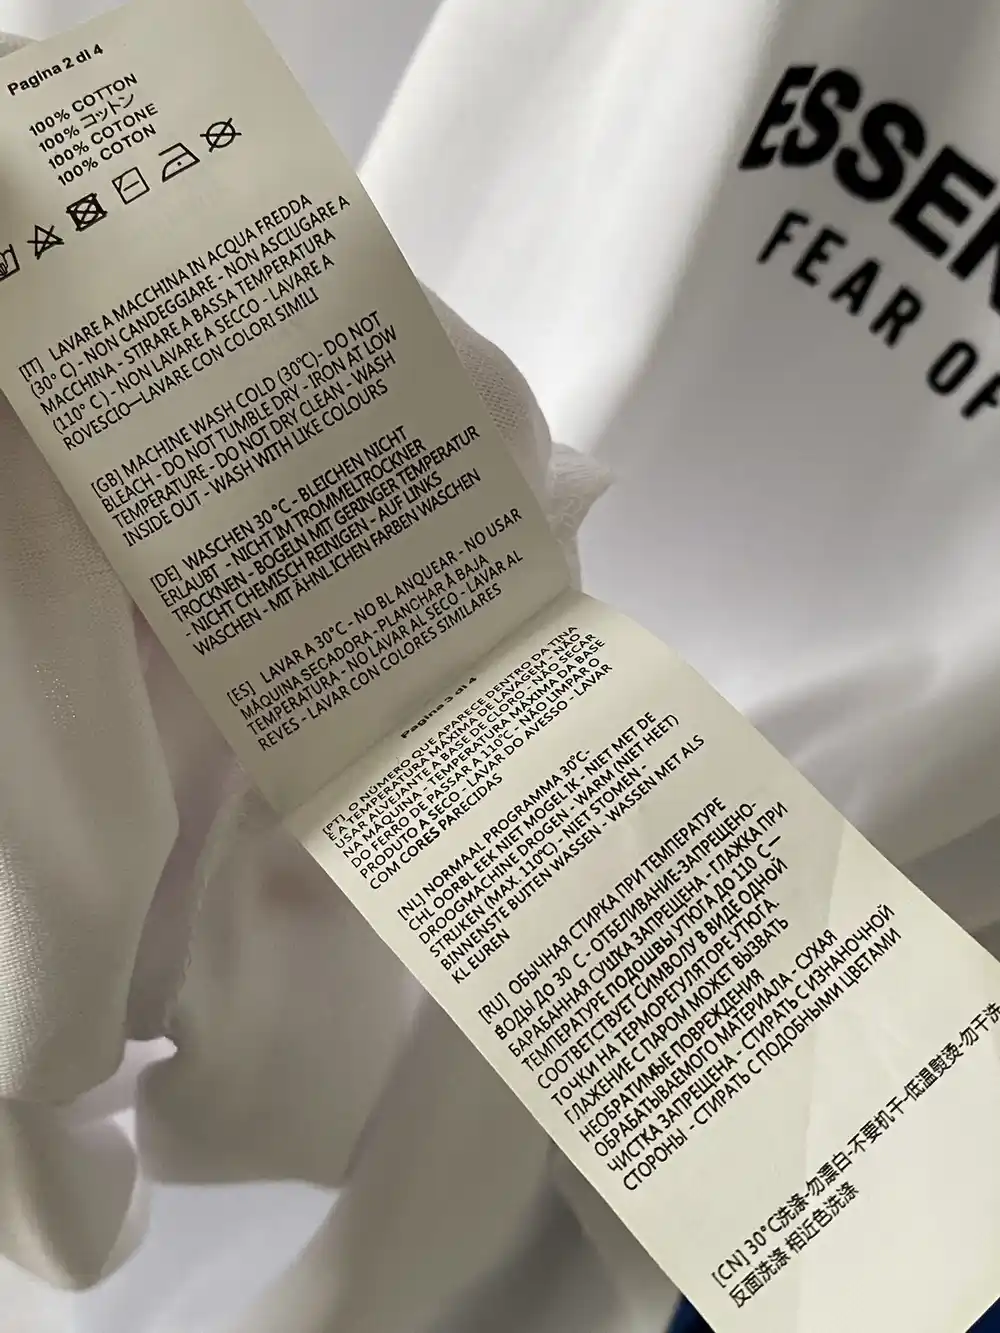 Pagina 2 di 4
100% COTTON
100% コットン
100% COTONE
100% COTON
[IT] LAVARE A MACCHINA IN ACQUA FREDDA
(30° C) - NON CANDEGGIARE - NON ASCIUGARE A
MACCHINA - STIRARE A BASSA TEMPERATURA
(110° C) - NON LAVARE A SECCO - LAVARE A
ROVESCIO—LAVARE CON COLORI SIMILI
[GB] MACHINE WASH COLD (30°C)- DO NOT
BLEACH - DO NOT TUMBLE DRY - IRON AT LOW
TEMPERATURE - DO NOT DRY CLEAN - WASH
INSIDE OUT - WASH WITH LIKE COLOURS
[DE] WASCHEN 30 °C - BLEICHEN NICHT
ERLAUBT - NICHT IM TROMMELTROCKNER
TROCKNEN - BOGELN MIT GERINGER TEMPERATUR
- NICHT CHEMISCH REINIGEN - AUF LINKS
WASCHEN - MIT ÄHNLICHEN FARBEN WASCHEN
[ES] LAVAR A 30°C - NO BL ANQUEAR - NO USAR
MÁQUINA SECADORA - PLANCHAR A BAJA
TEMPERATURA - NO LAVAR AL SECO - LAVAR AL
REVES - LAVAR CON COLORES SIMILARES
Pagina 3 di 4
[PT] O NÚMERO QUE APARECE DENTRO DA TINA
É A TEMPERATURA MÁXIMA DE LAVAGEM - NÃO
USAR ALVEJANTE A BASE DE CLORO - NÃO SECAR
NA MÁQUINA - TEMPERATURA MÁXIMA DA BASE
DO FERRO DE PASSAR A 110°C - NÃO LIMPAR O
PRODUTO A SECO - LAVAR DO AVESSO - LAVAR
COM CORES PARECIDAS
[NL] NORMAAL PROGRAMMA 30°C-
CHL OORBL EEK NIET MOGEL IK - NIET MET DE
DROOGMACHINE DROGEN - WARM (NIET HEET)
STRIJKEN (MAX. 110°C) - NIET STOMEN -
BINNENSTE BUITEN WASSEN - WASSEN MET ALS
KL EUREN
[RU] ОБЫЧНАЯ СТИРКА ПРИ ТЕМПЕРАТУРЕ
ВОДЫ ДО 30 С - ОТБЕЛИВАНИЕ-ЗАПРЕЩЕНО-
БАРАБАННАЯ СУШКА ЗАПРЕЩЕНА - ГЛАЖКА ПРИ
ТЕМПЕРАТУРЕ ПОДОШВЫ УТЮГА ДО 110 С —
СООТВЕТСТВУЕТ СИМВОЛУ В ВИДЕ ОДНОЙ
ТОЧКИ НА ТЕРМОРЕГУЛЯТОРЕ УТЮГА.
ГЛАЖЕНИЕ С ПАРОМ МОЖЕТ ВЫЗВАТЬ
НЕОБРАТИМЫЕ ПОВРЕЖДЕНИЯ
ОБРАБАТЫВАЕМОГО МАТЕРИАЛА - СУХАЯ
ЧИСТКА ЗАПРЕЩЕНА - СТИРАТЬ С ИЗНАНОЧНОЙ
СТОРОНЫ - СТИРАТЬ С ПОДОБНЫМИ ЦВЕТАМИ
[CN] 30°C洗涤-勿漂白-不要机干-低温熨烫-勿干洗
反面洗涤 相近色洗涤
ESSEN
FEAR OF